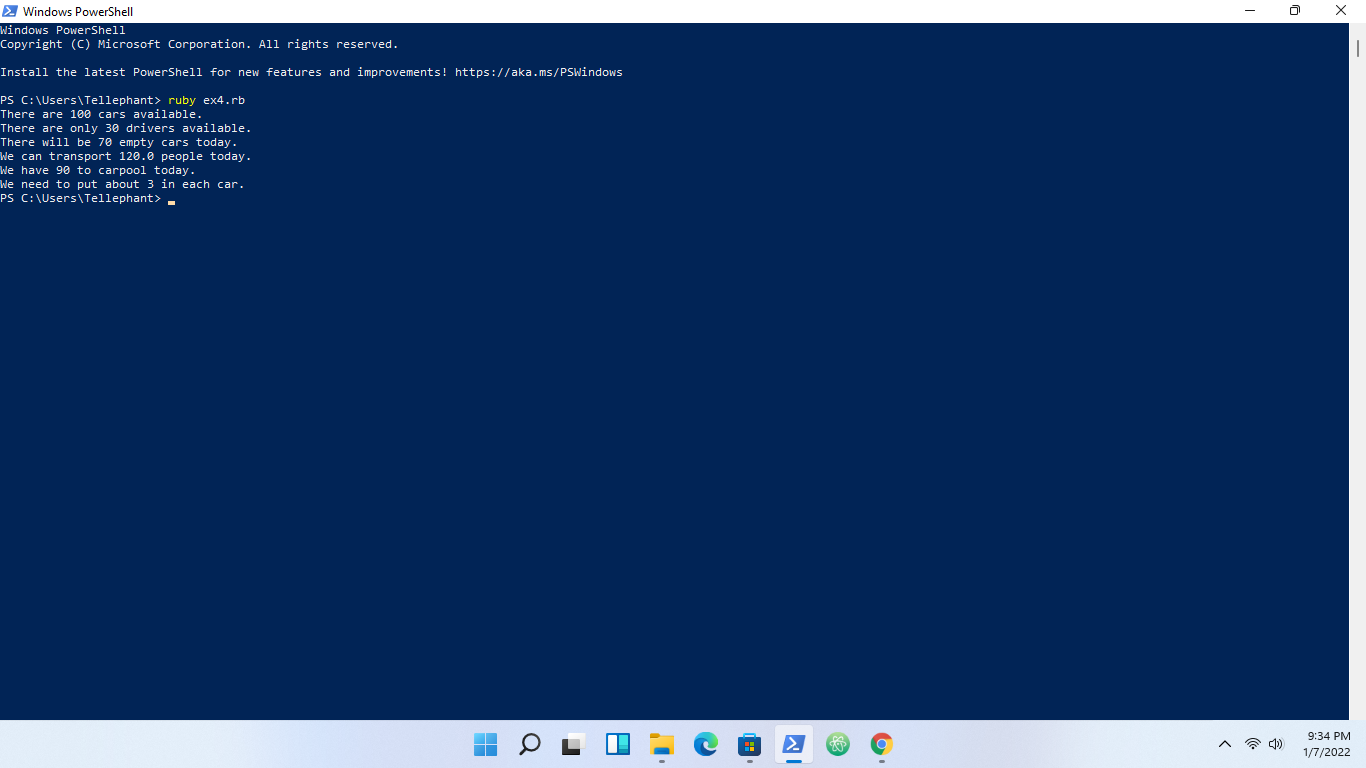 Windows PowerShell
Windows PowerShell
Copyright (C) Microsoft Corporation. All rights reserved.
Install the latest PowerShell for new features and improvements! https://aka.ms/PSWindows
PS C:\Users\Tellephant> ruby ex4.rb
There are 100 cars available.
There are only 30 drivers available.
There will be 70 empty cars today.
We can transport 120.0 people today.
We have 90 to carpool today.
We need to put about 3 in each car.
PS C:\Users\Tellephant>
9:34 PM
1/7/2022